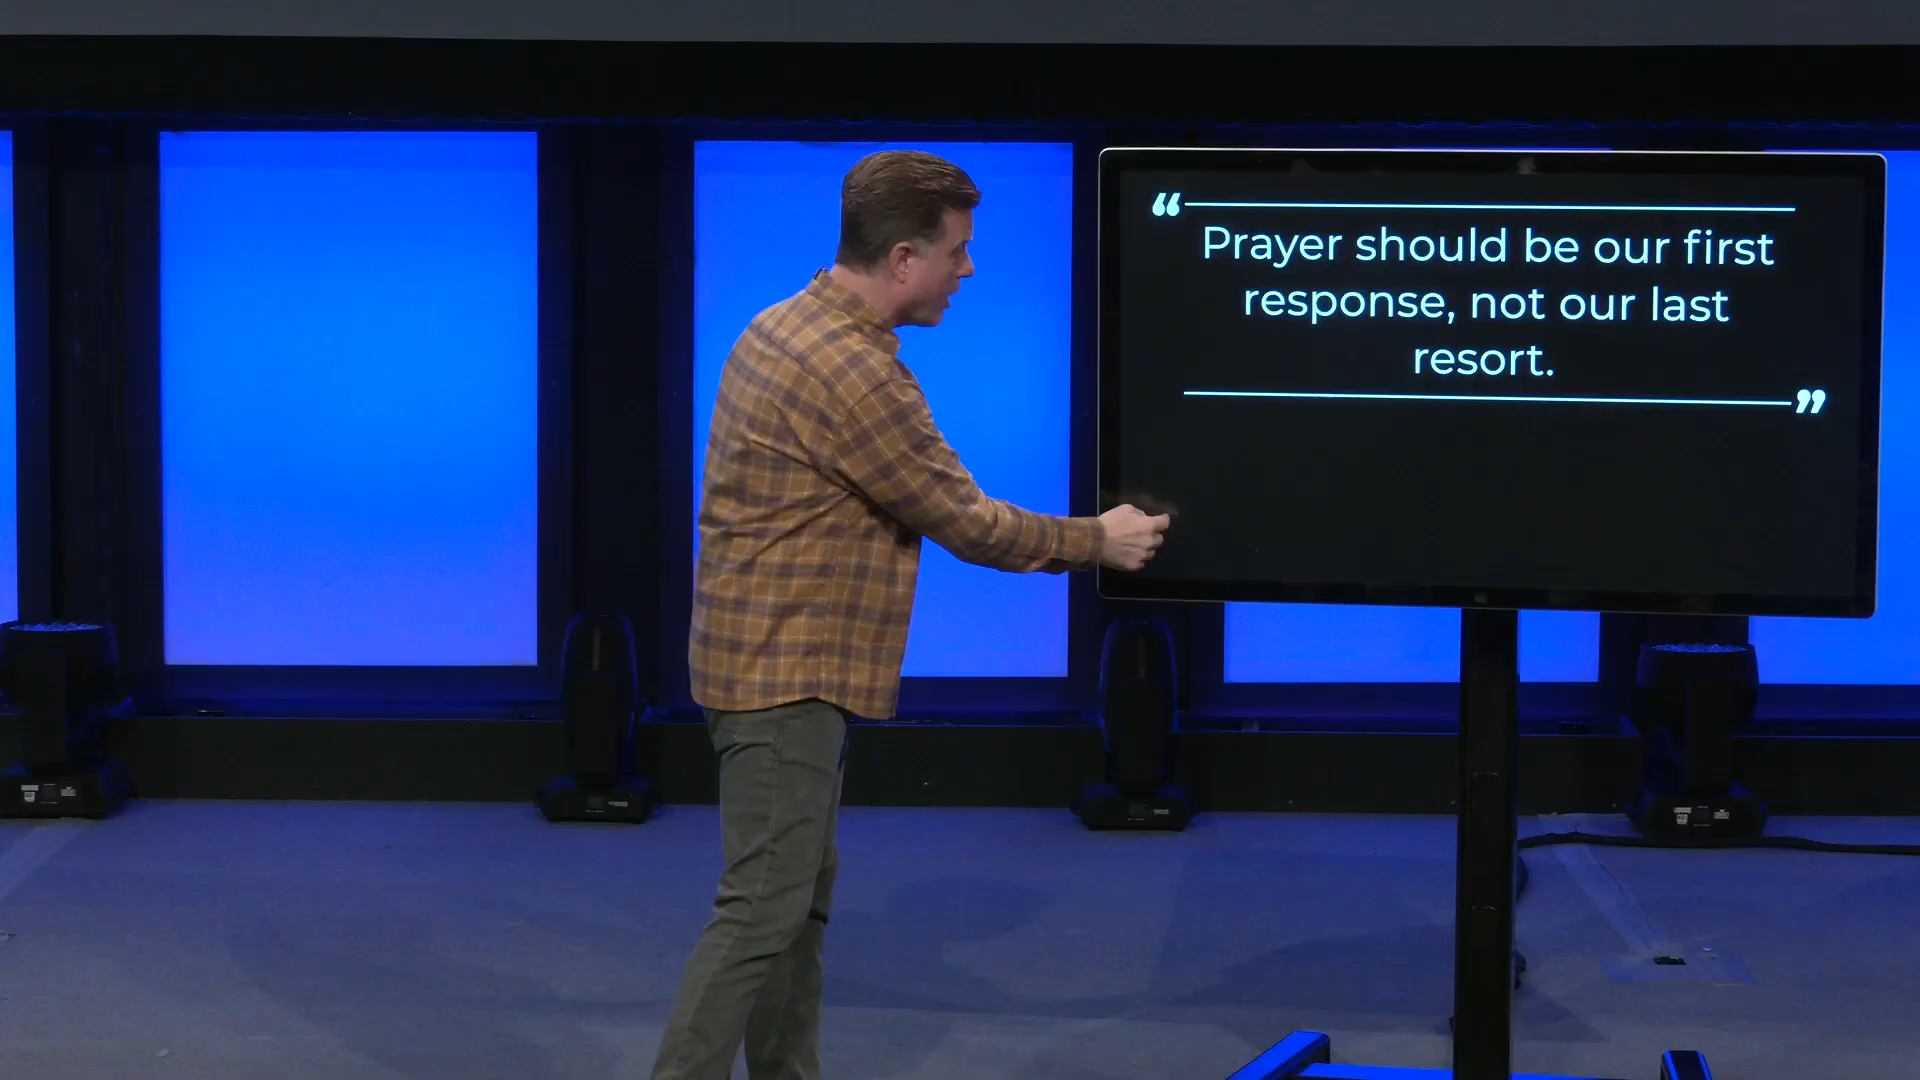 “
Prayer should be our first
response, not our last
resort.
”